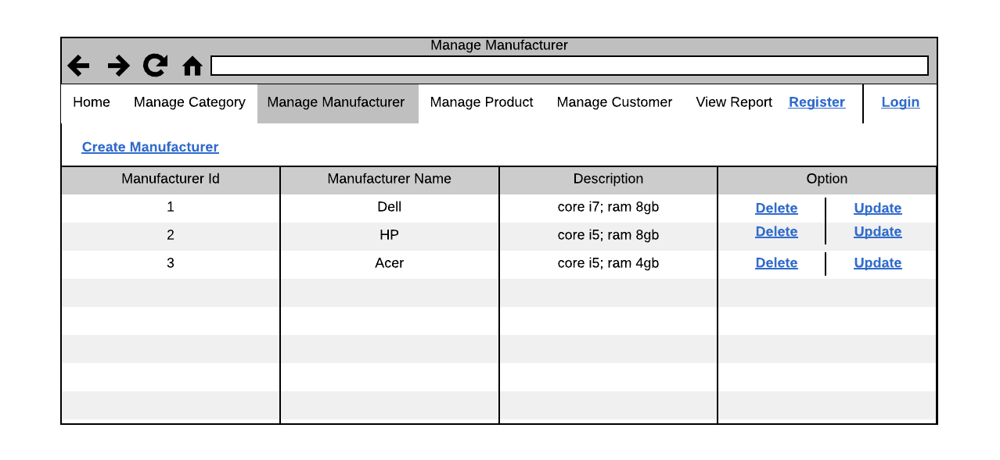 Manage Manufacturer
Home Manage Category Manage Manufacturer Manage Product Manage Customer View Report Register Login
Create Manufacturer
Manufacturer Id Manufacturer Name Description Option
1 Dell core i7; ram 8gb Delete Update
2 HP core i5; ram 8gb Delete Update
3 Acer core i5; ram 4gb Delete Update